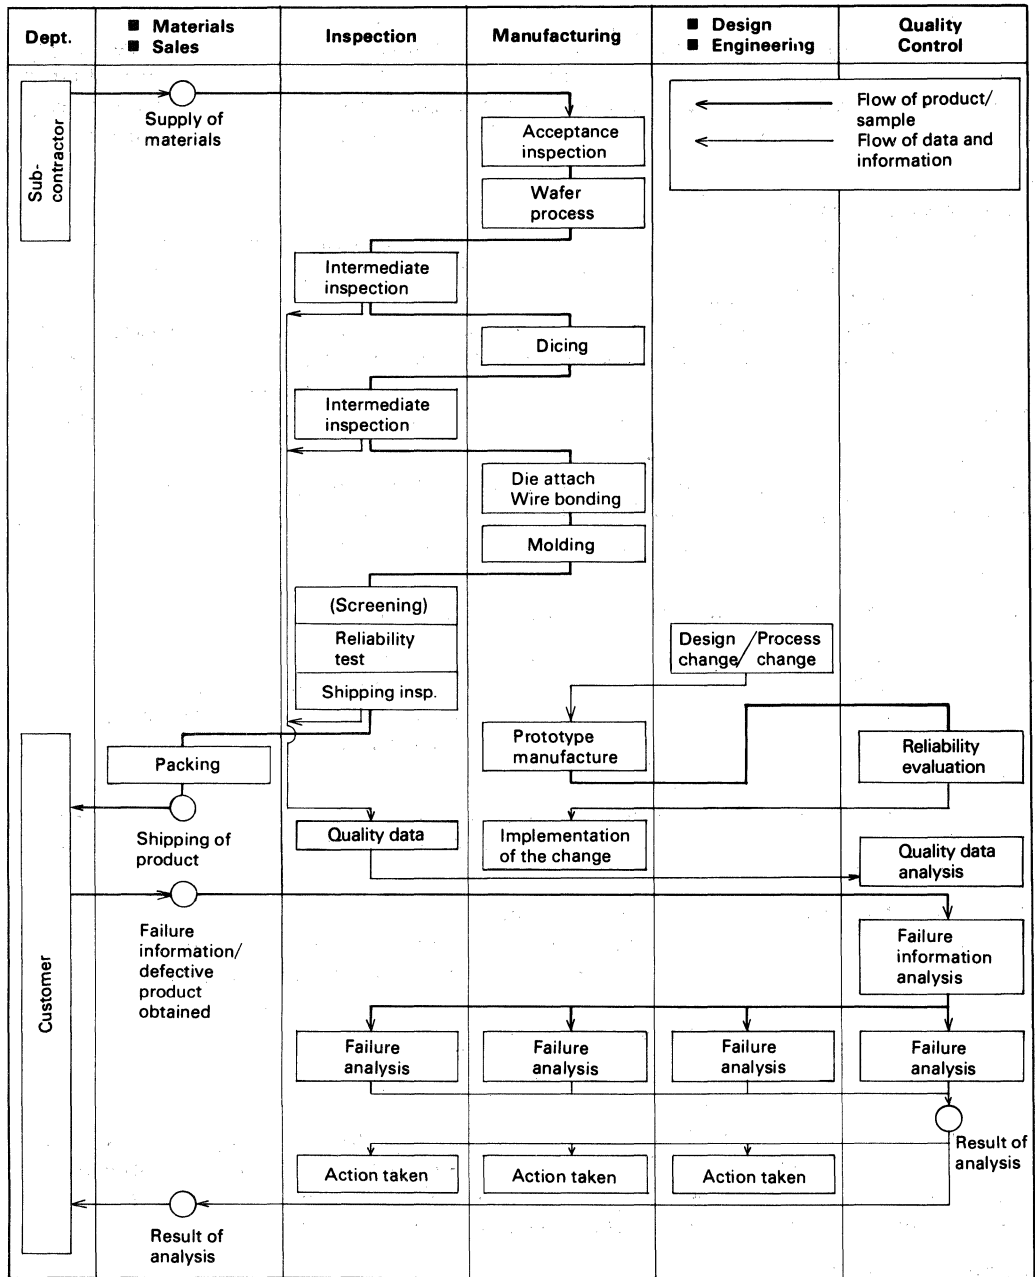 Dept.
■ Materials
■ Sales
Inspection
Manufacturing
■ Design
■ Engineering
Quality
Control
Sub-
contractor
Supply of
materials
Acceptance
inspection
Wafer
process
Flow of product/
sample
Flow of data and
information
Intermediate
inspection
Dicing
Intermediate
inspection
Die attach
Wire bonding
Molding
(Screening)
Reliability
test
Shipping insp.
Design
change/Process
change
Prototype
manufacture
Reliability
evaluation
Packing
Shipping of
product
Quality data
Implementation
of the change
Quality data
analysis
Customer
Failure
information/
defective
product
obtained
Failure
information
analysis
Failure
analysis
Failure
analysis
Failure
analysis
Failure
analysis
Result of
analysis
Action taken
Action taken
Action taken
Result of
analysis